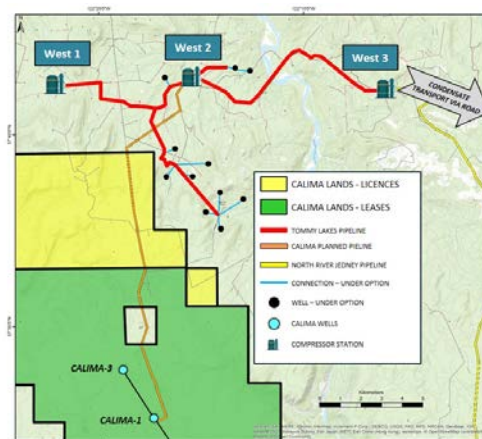 N
West 1
West 2
West 3
CONDENSATE
TRANSPORT VIA ROAD
CALIMA LANDS - LICENCES
CALIMA LANDS - LEASES
TOMMY LAKES PIPELINE
CALIMA PLANNED PIELINE
NORTH RIVER JEDNEY PIPELINE
CONNECTION – UNDER OPTION
WELL – UNDER OPTION
CALIMA WELLS
COMPRESSOR STATION
CALIMA-3
CALIMA-1
Kilometers